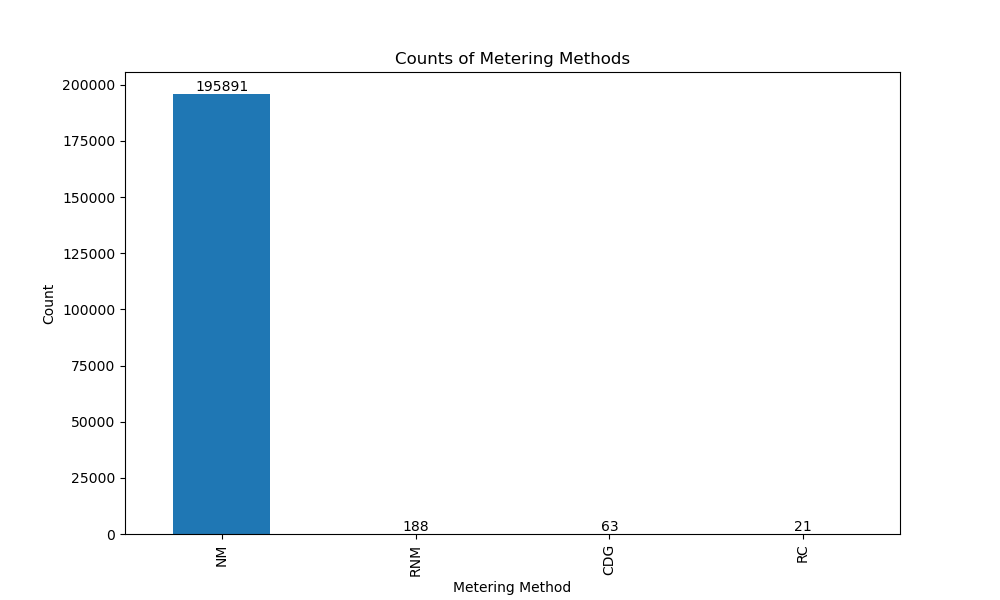 Counts of Metering Methods
200000
175000
150000
125000
100000
75000
50000
25000
0
Count
195891
188
63
21
NM
RNM
CDG
RC
Metering Method